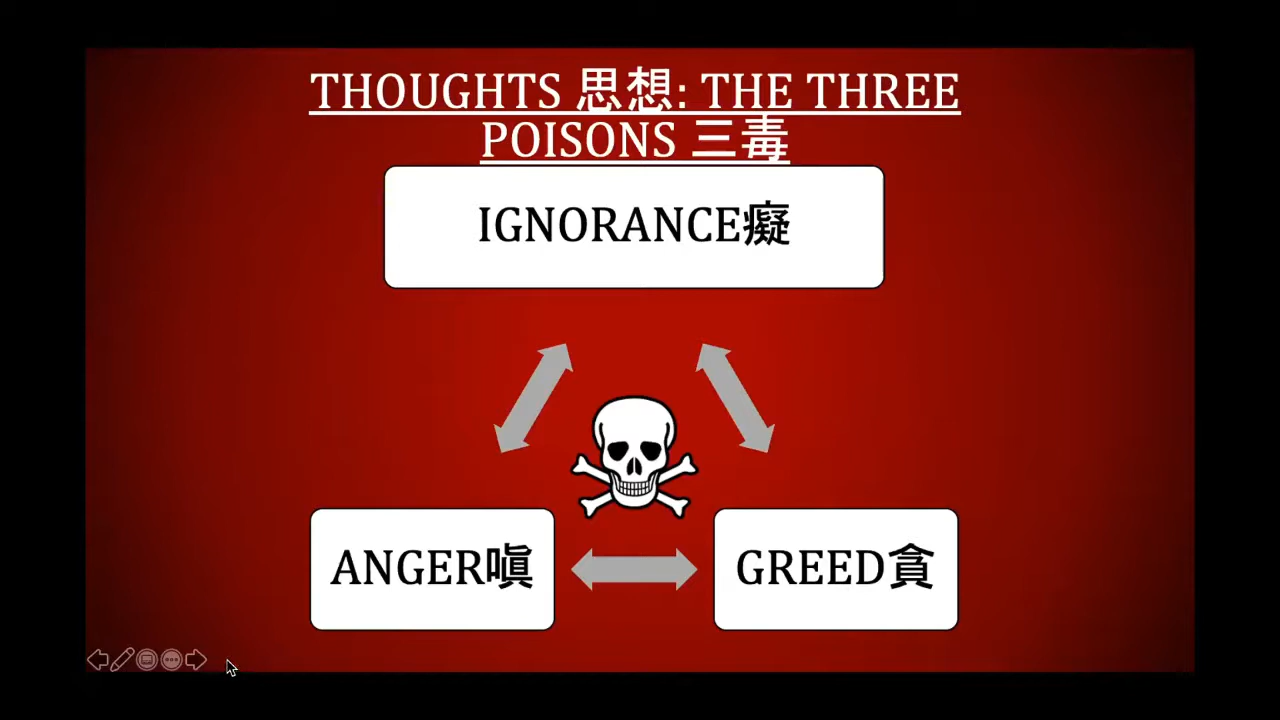 THOUGHTS 思想: THE THREE
POISONS 三毒
IGNORANCE癡
ANGER嗔
GREED貪